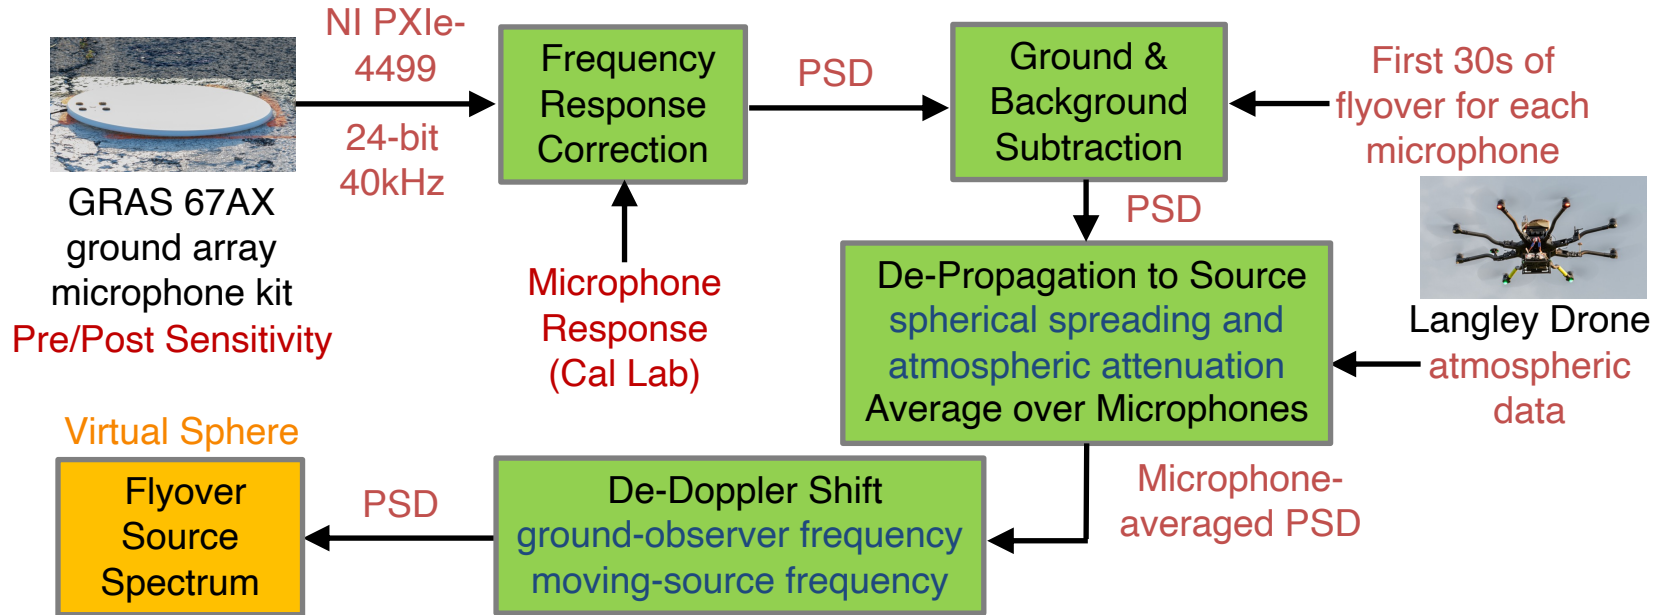 NI PXIe-
4499
24-bit
40kHz
GRAS 67AX
ground array
microphone kit
Pre/Post Sensitivity
Frequency
Response
Correction
Microphone
Response
(Cal Lab)
PSD
Ground &
Background
Subtraction
First 30s of
flyover for each
microphone
PSD
De-Propagation to Source
spherical spreading and
atmospheric attenuation
Average over Microphones
Langley Drone
atmospheric
data
Microphone-
averaged PSD
De-Doppler Shift
ground-observer frequency
moving-source frequency
PSD
Virtual Sphere
Flyover
Source
Spectrum